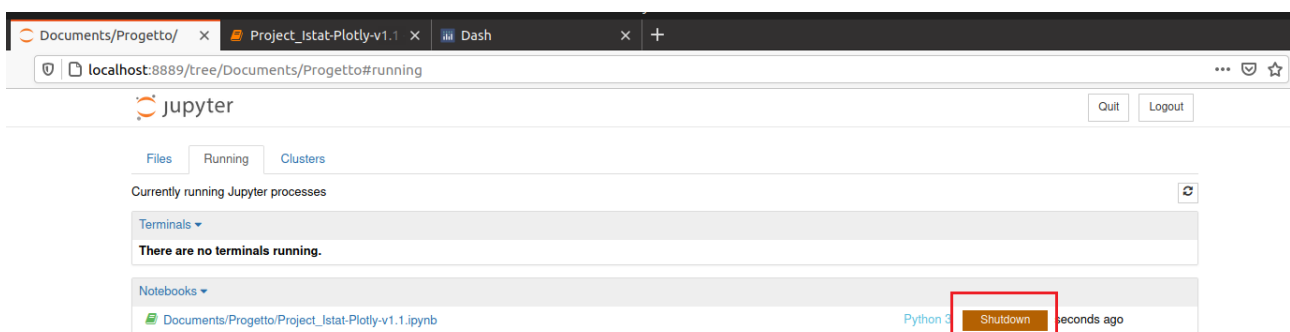 Documents/Progetto/ Project_Istat-Plotly-v1.1 Dash
localhost:8889/tree/Documents/Progetto#running
jupyter Quit Logout
Files Running Clusters
Currently running Jupyter processes
Terminals
There are no terminals running.
Notebooks
Documents/Progetto/Project_Istat-Plotly-v1.1.ipynb Python 3 Shutdown seconds ago